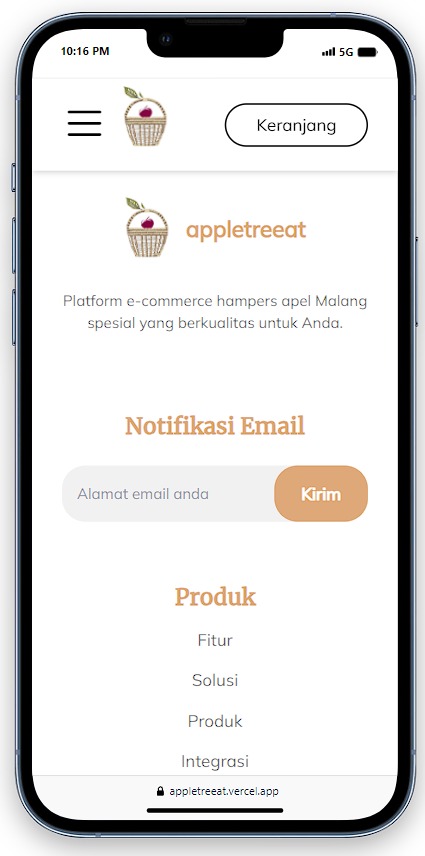 10:16 PM
5G
Keranjang
appletreeat
Platform e-commerce hampers apel Malang
spesial yang berkualitas untuk Anda.
Notifikasi Email
Alamat email anda
Kirim
Produk
Fitur
Solusi
Produk
Integrasi
appletreeat.vercel.app